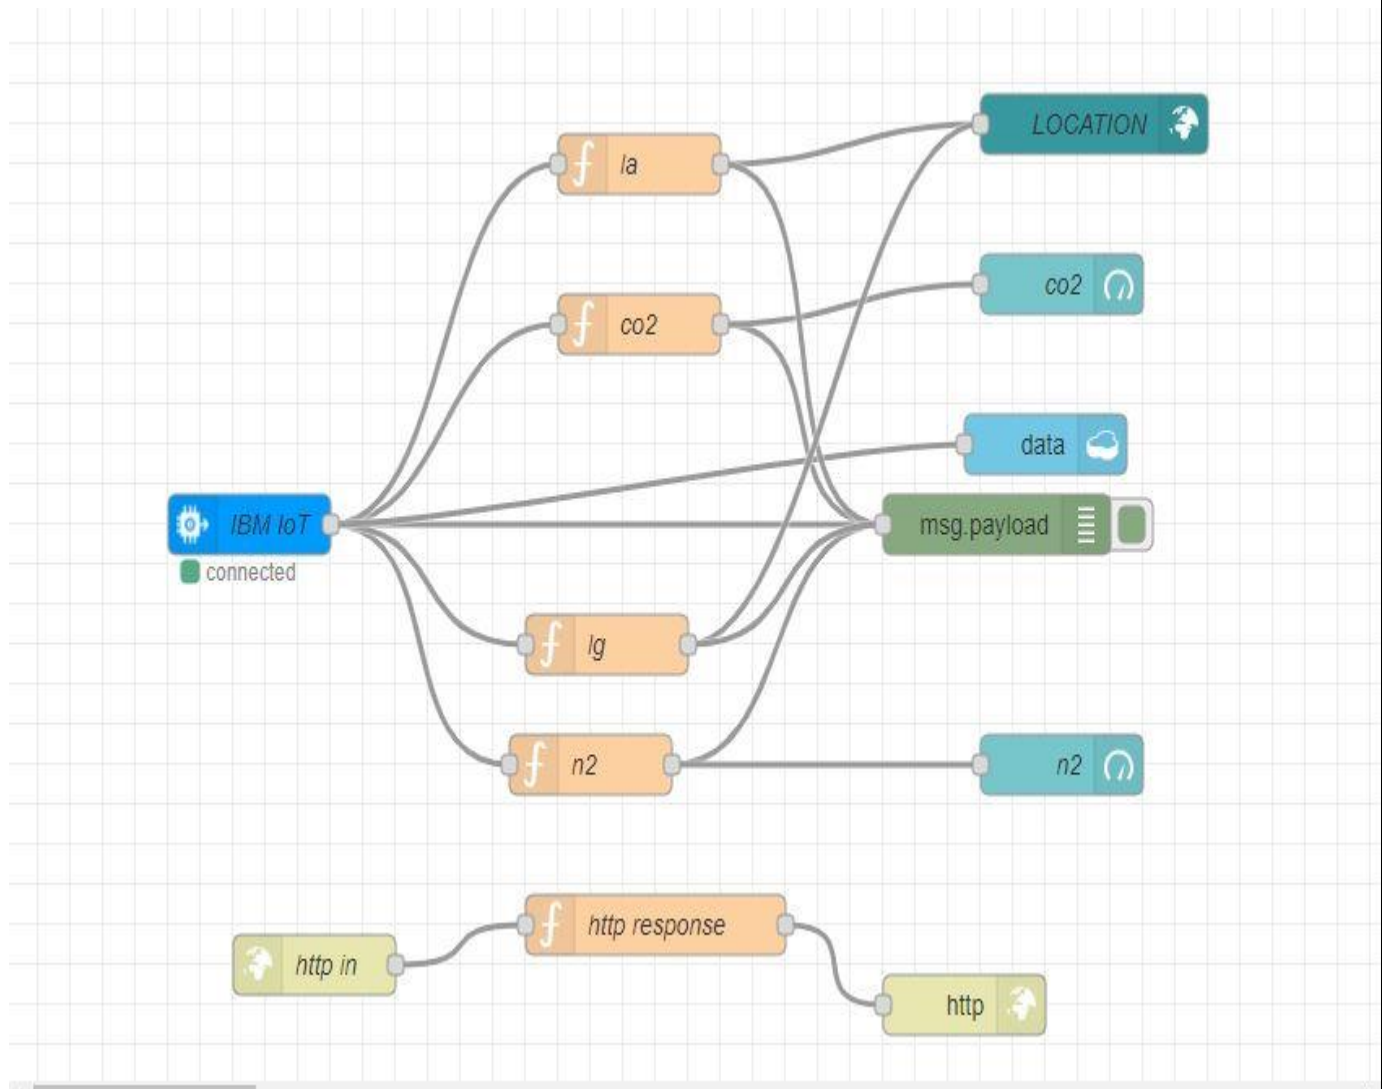 LOCATION
la
co2
co2
data
IBM IoT
msg.payload
connected
lg
n2
n2
http response
http in
http